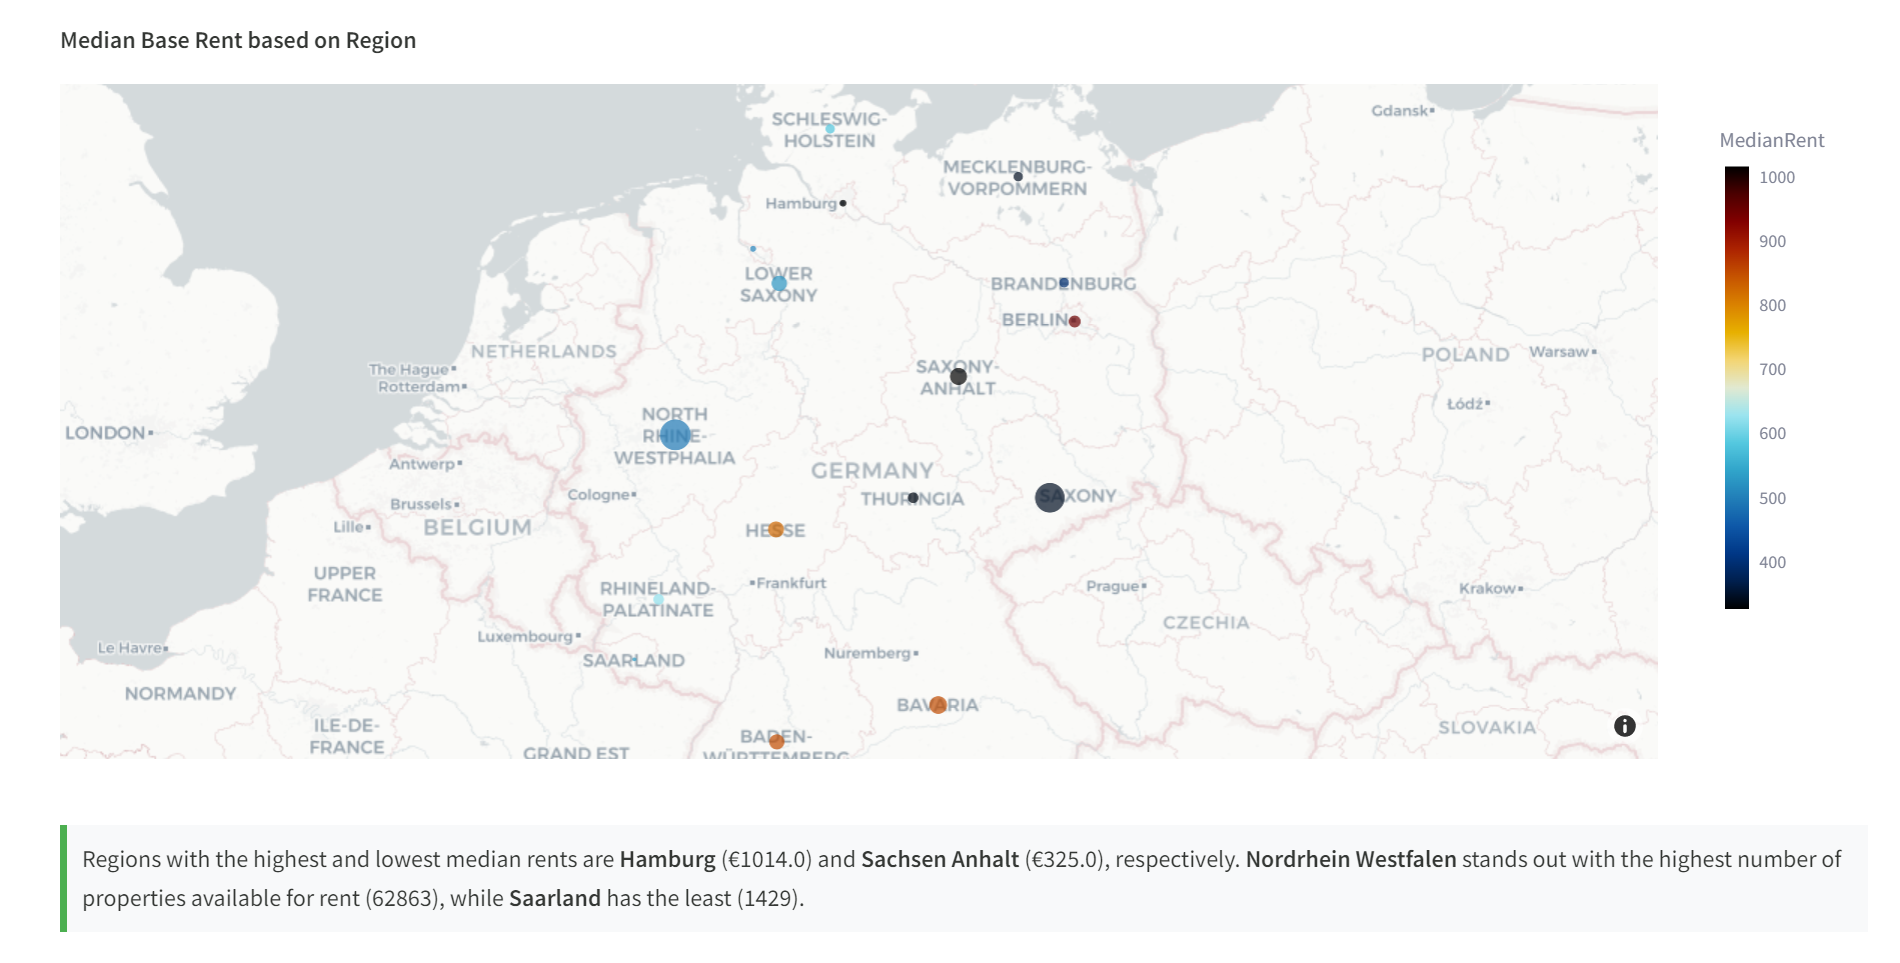 Median Base Rent based on Region
SCHLESWIG-
HOLSTEIN
Gdansk
MedianRent
MECKLENBURG-
VORPOMMERN
1000
Hamburg
900
LOWER
SAXONY
BRANDENBURG
800
BERLIN
NETHERLANDS
POLAND
Warsaw
The Hague
Rotterdam
SAXONY-
ANHALT
700
Łódź
NORTH
RHINE-
WESTPHALIA
LONDON
600
Antwerp
GERMANY
Cologne
THURINGIA
SAXONY
500
Brussels
Lille
BELGIUM
HESSE
400
UPPER
FRANCE
RHINELAND-
PALATINATE
Frankfurt
Prague
Krakow
CZECHIA
Luxembourg
Le Havre
SAARLAND
Nuremberg
NORMANDY
BAVARIA
ILE-DE-
FRANCE
GRAND EST
BADEN-
WÜRTTEMBERG
SLOVAKIA
Regions with the highest and lowest median rents are Hamburg (€1014.0) and Sachsen Anhalt (€325.0), respectively. Nordrhein Westfalen stands out with the highest number of
properties available for rent (62863), while Saarland has the least (1429).